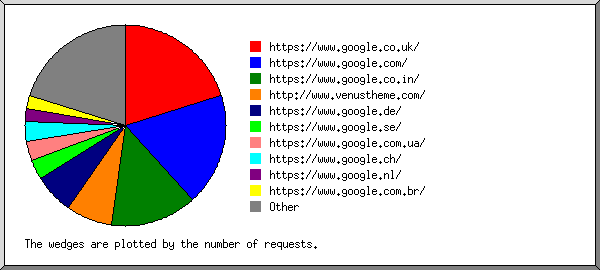 https://www.google.co.uk/
https://www.google.com/
https://www.google.co.in/
http://www.venustheme.com/
https://www.google.de/
https://www.google.se/
https://www.google.com.ua/
https://www.google.ch/
https://www.google.nl/
https://www.google.com.br/
Other
The wedges are plotted by the number of requests.